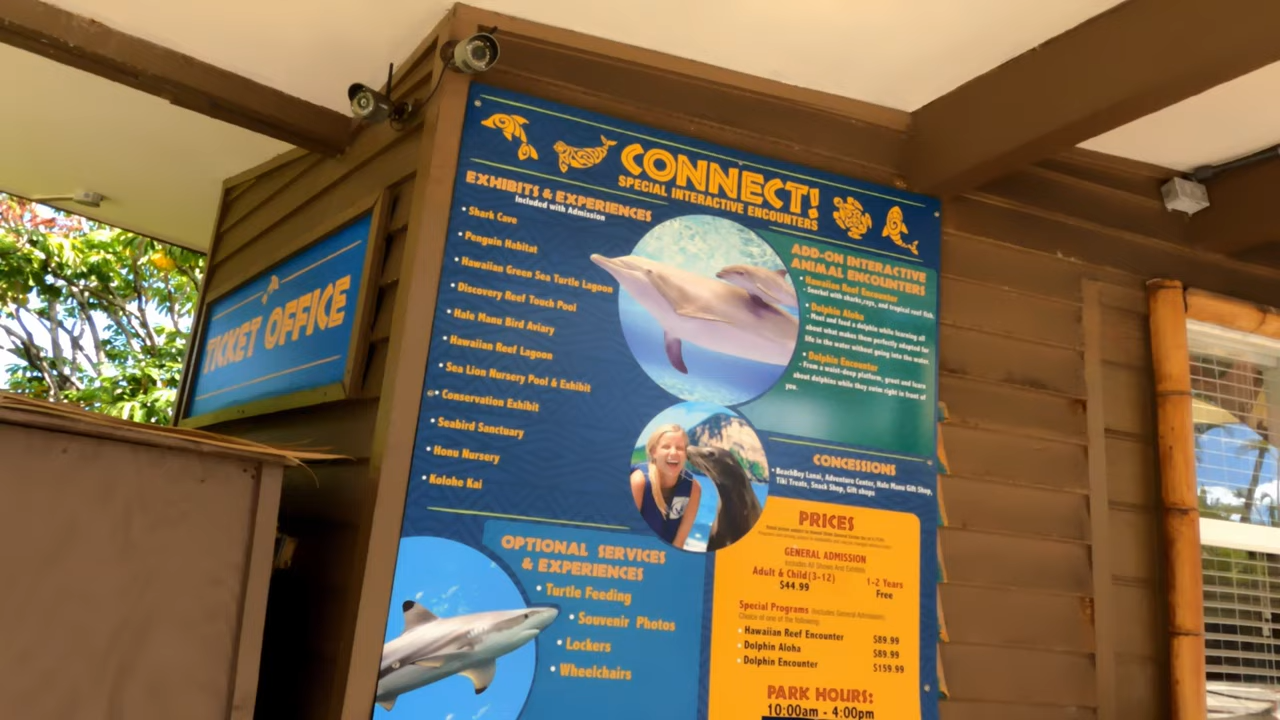 TICKET OFFICE
CONNECT!
SPECIAL INTERACTIVE ENCOUNTERS
EXHIBITS & EXPERIENCES
Included with Admission
• Shark Cave
• Penguin Habitat
• Hawaiian Green Sea Turtle Lagoon
• Discovery Reef Touch Pool
• Hale Manu Bird Aviary
• Hawaiian Reef Lagoon
• Sea Lion Nursery Pool & Exhibit
• Conservation Exhibit
• Seabird Sanctuary
• Honu Nursery
• Kolohe Kai
ADD-ON INTERACTIVE
ANIMAL ENCOUNTERS
• Hawaiian Reef Encounter
- Snorkel with sharks, rays, and tropical reef fish.
• Dolphin Aloha
- Meet and feed a dolphin while learning all
about what makes them perfectly adapted for
life in the water without going into the water.
• Dolphin Encounter
- From a waist-deep platform, greet and learn
about dolphins while they swim right in front of
you.
CONCESSIONS
• BeachBoy Lanai, Adventure Center, Hale Manu Gift Shop,
Tiki Treats, Snack Shop, Gift shops
OPTIONAL SERVICES
& EXPERIENCES
• Turtle Feeding
• Souvenir Photos
• Lockers
• Wheelchairs
PRICES
GENERAL ADMISSION
Includes All Shows And Exhibits
Adult & Child (3-12)
$44.99
1-2 Years
Free
Special Programs (Includes General Admission)
Choice of one of the following
• Hawaiian Reef Encounter $89.99
• Dolphin Aloha $89.99
• Dolphin Encounter $159.99
PARK HOURS:
10:00am - 4:00pm